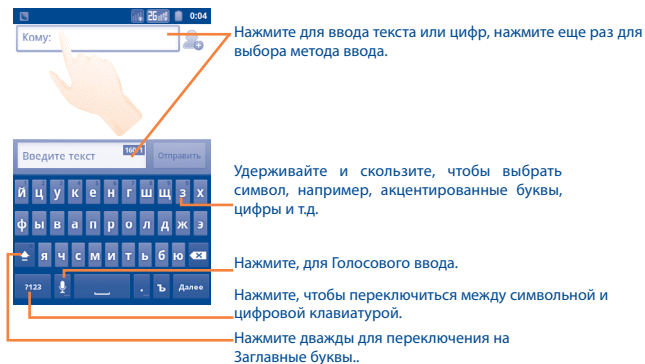 0:04
Кому:
Нажмите для ввода текста или цифр, нажмите еще раз для
выбора метода ввода.
Введите текст
160/1
Отправить
Удерживайте и скользите, чтобы выбрать
символ, например, акцентированные буквы,
цифры и т.д.
й ц у к е н г ш щ з х
ф ы в а п р о л д ж э
я ч с м и т ь б ю
?123 . ъ Далее
Нажмите, для Голосового ввода.
Нажмите, чтобы переключиться между символьной и
цифровой клавиатурой.
Нажмите дважды для переключения на
Заглавные буквы..